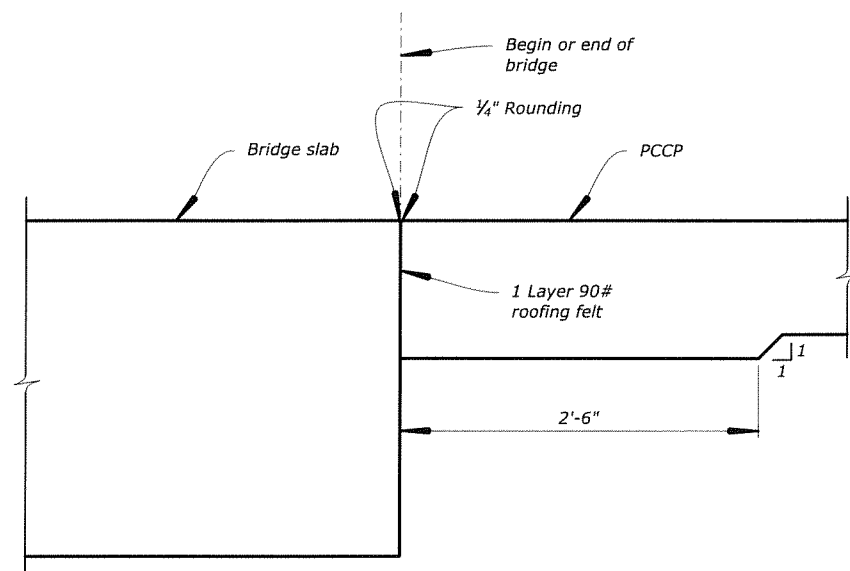 Begin or end of
bridge
¼" Rounding
Bridge slab
PCCP
1 Layer 90#
roofing felt
1
1
2'-6"